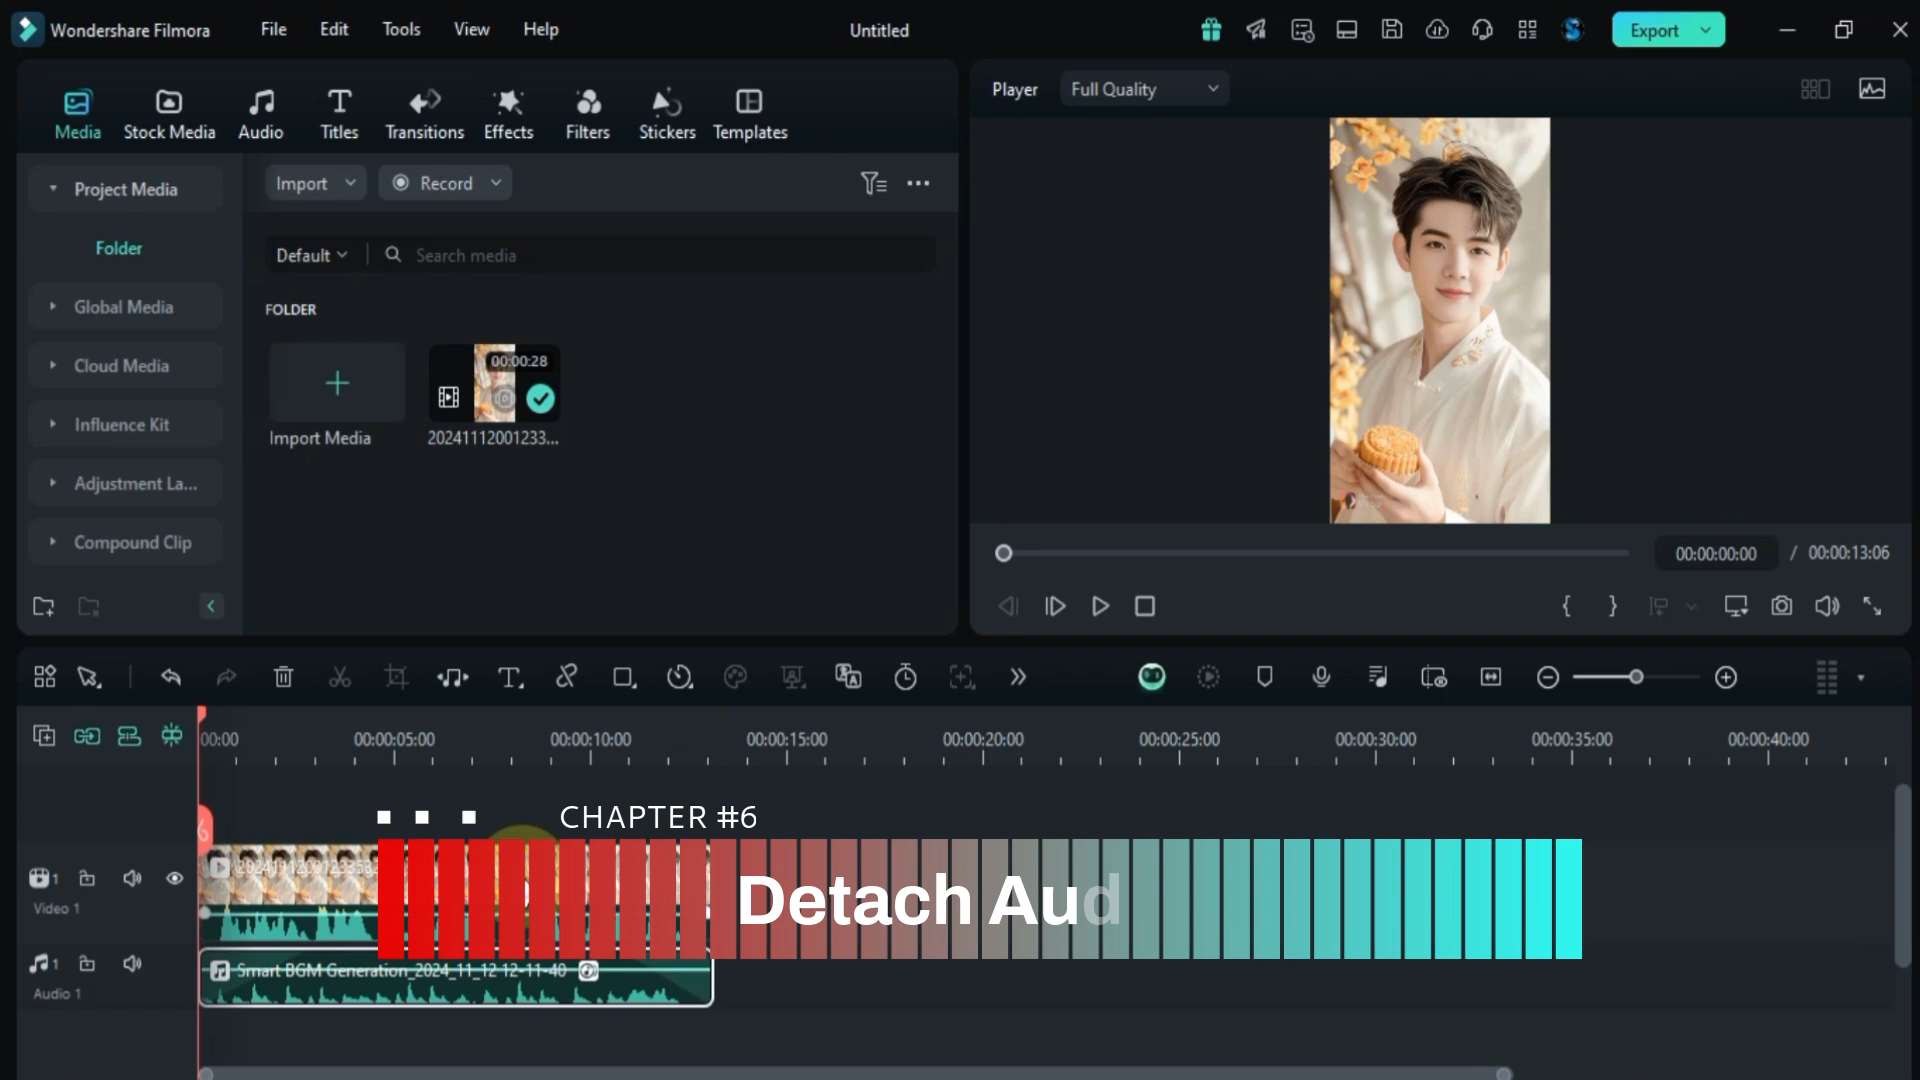 Wondershare Filmora File Edit Tools View Help Untitled Export
Media Stock Media Audio Titles Transitions Effects Filters Stickers Templates
Player Full Quality
Project Media
Folder
Global Media
Cloud Media
Influence Kit
Adjustment La...
Compound Clip
Import Record
Default Search media
FOLDER
00:00:28
Import Media 20241112001233...
00:00:00:00 / 00:00:13:06
00:00 00:00:05:00 00:00:10:00 00:00:15:00 00:00:20:00 00:00:25:00 00:00:30:00 00:00:35:00 00:00:40:00
CHAPTER #6
Detach Aud
1
Video 1
1
Audio 1
Smart BGM Generation_2024_11_12 12-11-40